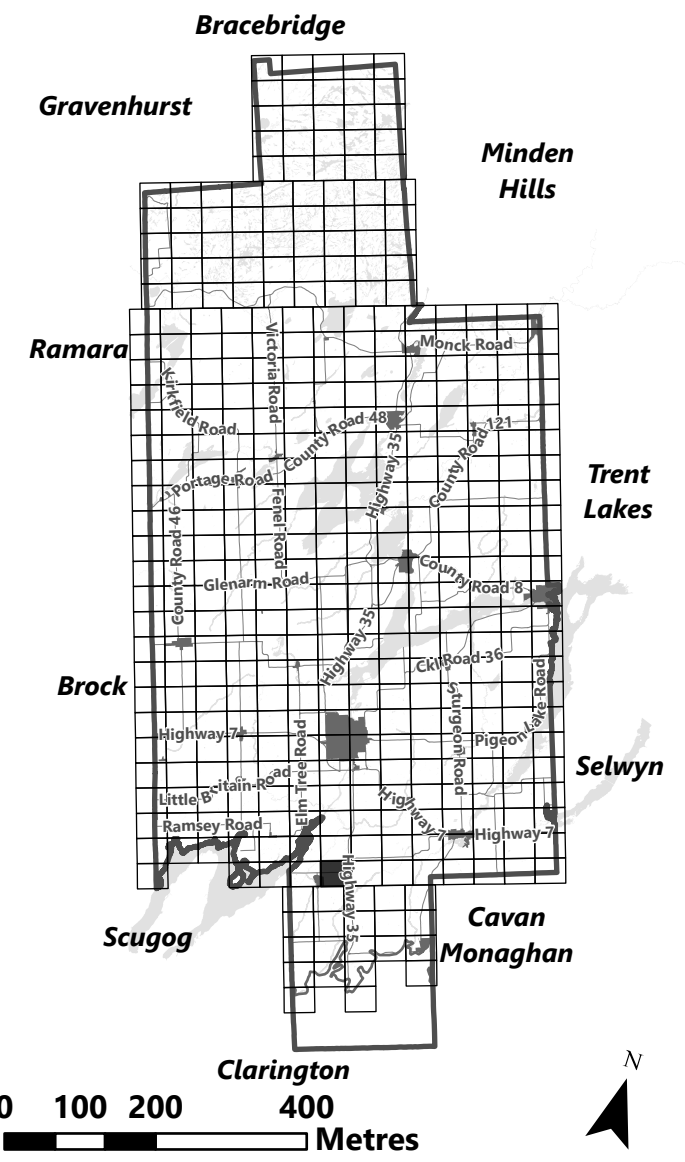 Bracebridge
Gravenhurst
Minden
Hills
Ramara
Monck Road
Victoria Road
Kirkfield Road
County Road 48
County Road 121
Highway 35
Portage Road
Trent
Lakes
County Road 46
Fenel Road
Glenarm Road
County Road 8
Highway 35
Ckl Road 36
Brock
Sturgeon Road
Pigeon Lake Road
Highway 7
Elm Tree Road
Selwyn
Little Britain Road
Highway 7
Ramsey Road
Highway 7
Highway 35
Scugog
Cavan
Monaghan
Clarington
N
0 100 200 400
Metres